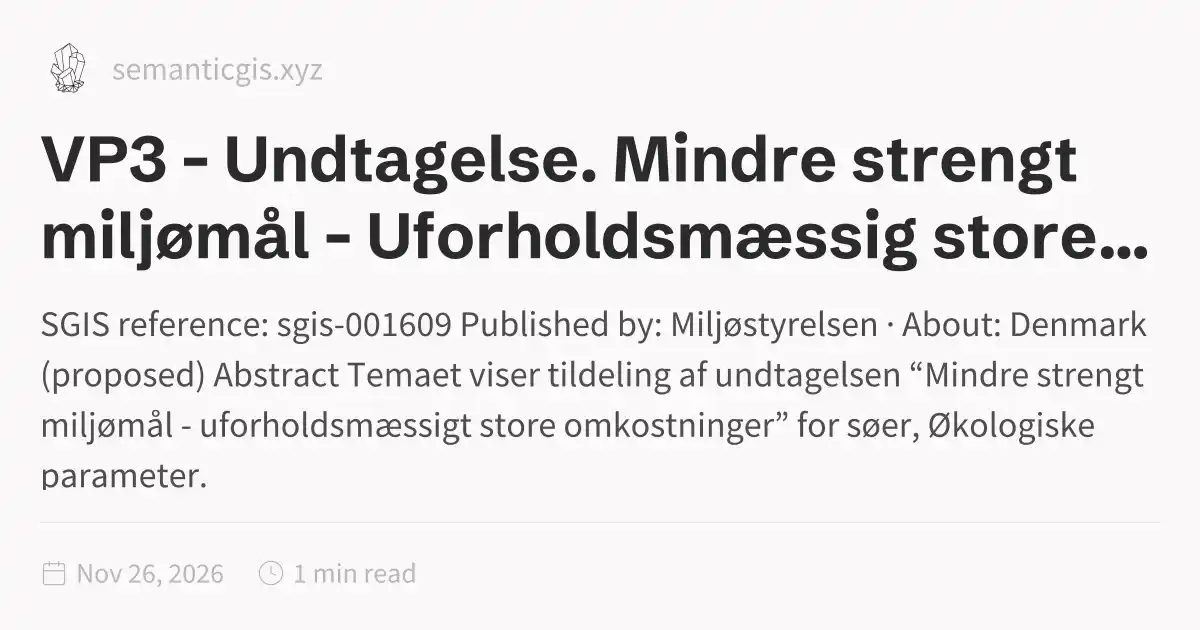 semanticgis.xyz
VP3 - Undtagelse. Mindre strengt
miljømål - Uforholdsmæssig store...
SGIS reference: sgis-001609 Published by: Miljøstyrelsen · About: Denmark
(proposed) Abstract Temaet viser tildeling af undtagelsen “Mindre strengt
miljømål - uforholdsmæssigt store omkostninger” for søer, Økologiske
parameter.
Nov 26, 2026 1 min read